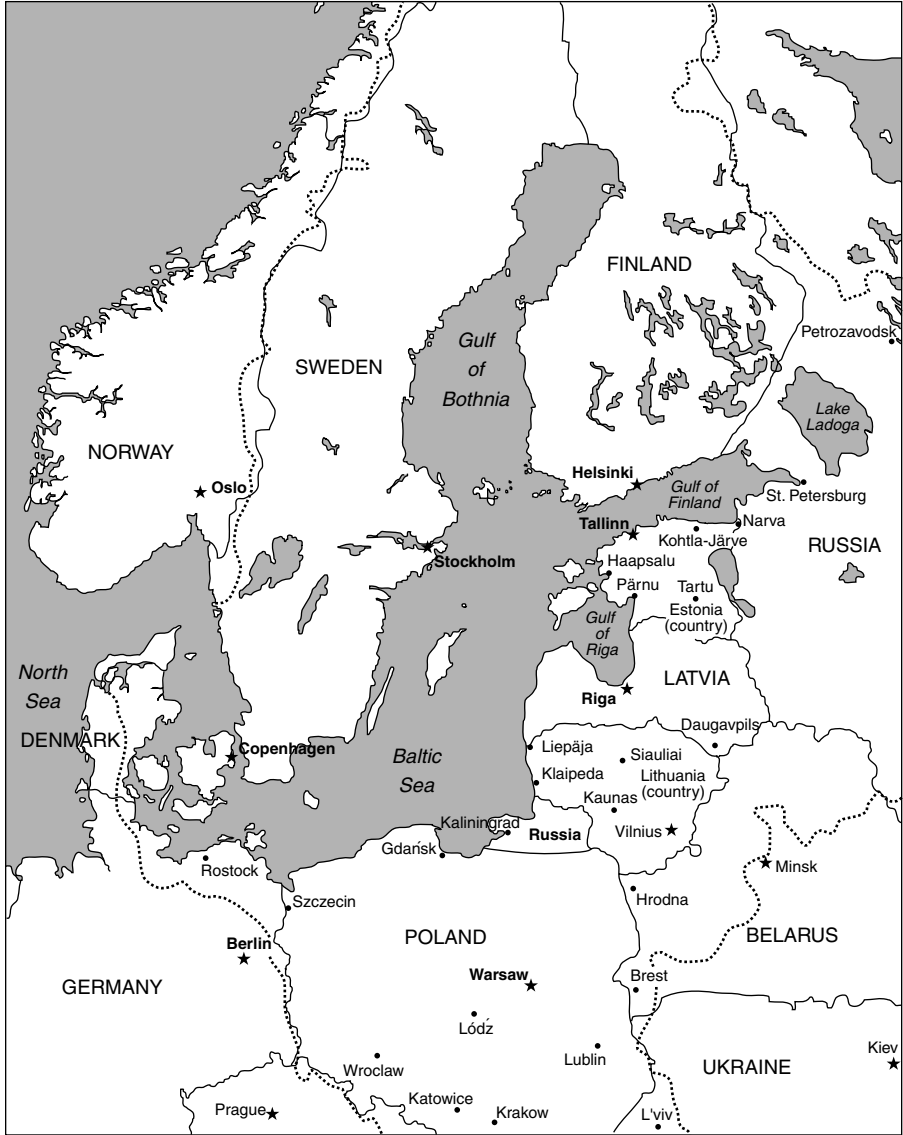 FINLAND
Petrozavodsk
Gulf
of
Bothnia
SWEDEN
Lake
Ladoga
NORWAY
Helsinki
Oslo
Gulf of
Finland
St. Petersburg
Tallinn
Narva
Kohtla-Järve
RUSSIA
Stockholm
Haapsalu
Pärnu
Tartu
Estonia
(country)
Gulf
of
Riga
North
Sea
LATVIA
Riga
DENMARK
Copenhagen
Daugavpils
Liepäja
Baltic
Sea
Siauliai
Klaipeda
Lithuania
(country)
Kaunas
Kaliningrad
Russia
Vilnius
Gdańsk
Rostock
Minsk
Szczecin
Hrodna
POLAND
BELARUS
Berlin
Warsaw
Brest
GERMANY
Lódź
Kiev
Lublin
Wroclaw
UKRAINE
Katowice
Prague
Krakow
L'viv